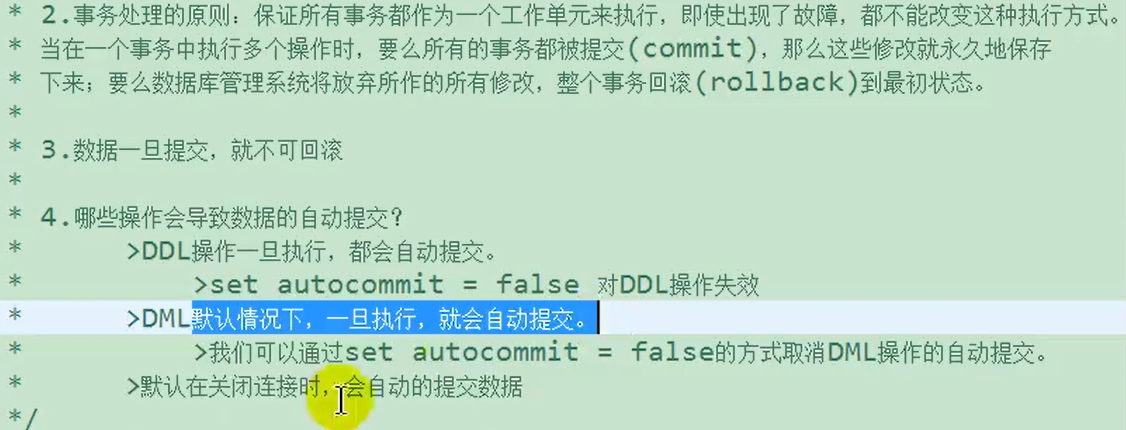 * 2.事务处理的原则：保证所有事务都作为一个工作单元来执行，即使出现了故障，都不能改变这种执行方式。
* 当在一个事务中执行多个操作时，要么所有的事务都被提交(commit)，那么这些修改就永久地保存
* 下来；要么数据库管理系统将放弃所作的所有修改，整个事务回滚(rollback)到最初状态。
*
* 3.数据一旦提交，就不可回滚
*
* 4.哪些操作会导致数据的自动提交？
* >DDL操作一旦执行，都会自动提交。
* >set autocommit = false 对DDL操作失效
* >DML默认情况下，一旦执行，就会自动提交。
* >我们可以通过set autocommit = false的方式取消DML操作的自动提交。
* >默认在关闭连接时，会自动的提交数据
*/